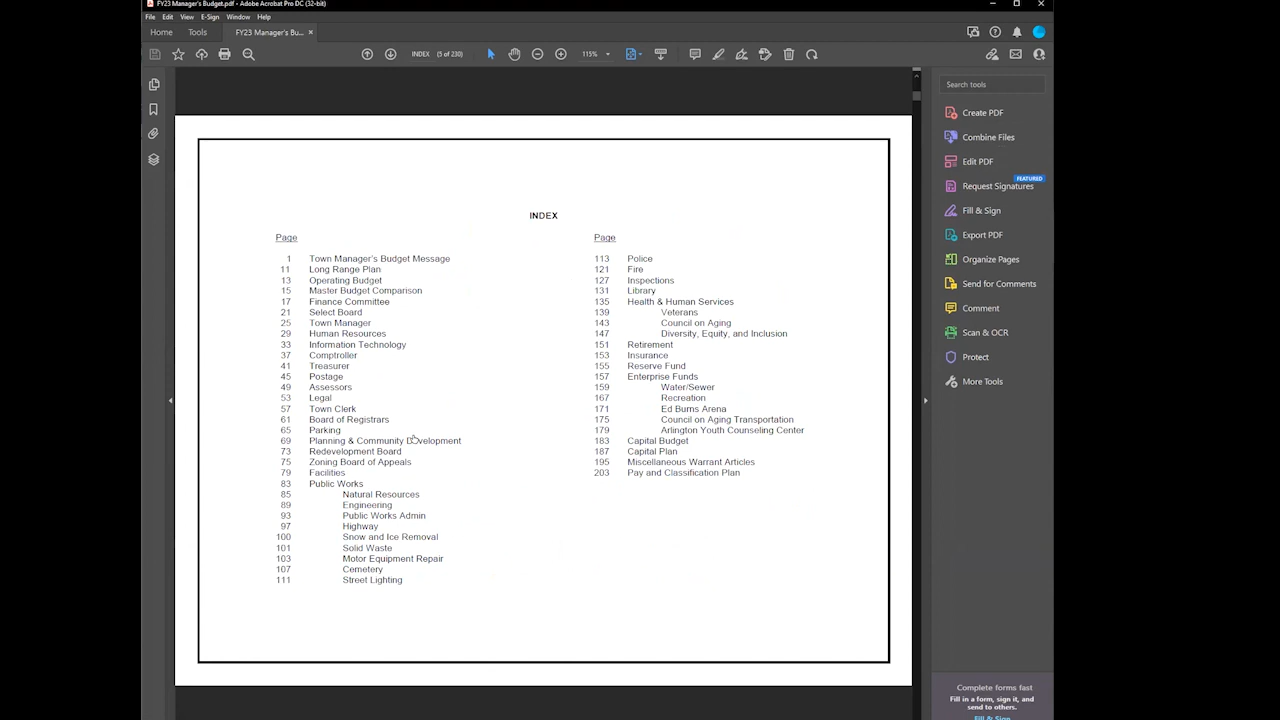 FY23 Manager's Budget.pdf - Adobe Acrobat Pro DC (32-bit)
File Edit View E-Sign Window Help
Home Tools FY23 Manager's Bu... ×
INDEX (5 of 230) 115%
Search tools
Create PDF
Combine Files
Edit PDF
FEATURED
Request Signatures
Fill & Sign
Export PDF
Organize Pages
Send for Comments
Comment
Scan & OCR
Protect
More Tools
Complete forms fast
Fill in a form, sign it, and
send to others.
Fill & Sign
INDEX
Page
1 Town Manager's Budget Message
11 Long Range Plan
13 Operating Budget
15 Master Budget Comparison
17 Finance Committee
21 Select Board
25 Town Manager
29 Human Resources
33 Information Technology
37 Comptroller
41 Treasurer
45 Postage
49 Assessors
53 Legal
57 Town Clerk
61 Board of Registrars
65 Parking
69 Planning & Community Development
73 Redevelopment Board
75 Zoning Board of Appeals
79 Facilities
83 Public Works
85 Natural Resources
89 Engineering
93 Public Works Admin
97 Highway
100 Snow and Ice Removal
101 Solid Waste
103 Motor Equipment Repair
107 Cemetery
111 Street Lighting
Page
113 Police
121 Fire
127 Inspections
131 Library
135 Health & Human Services
139 Veterans
143 Council on Aging
147 Diversity, Equity, and Inclusion
151 Retirement
153 Insurance
155 Reserve Fund
157 Enterprise Funds
159 Water/Sewer
167 Recreation
171 Ed Burns Arena
175 Council on Aging Transportation
179 Arlington Youth Counseling Center
183 Capital Budget
187 Capital Plan
195 Miscellaneous Warrant Articles
203 Pay and Classification Plan